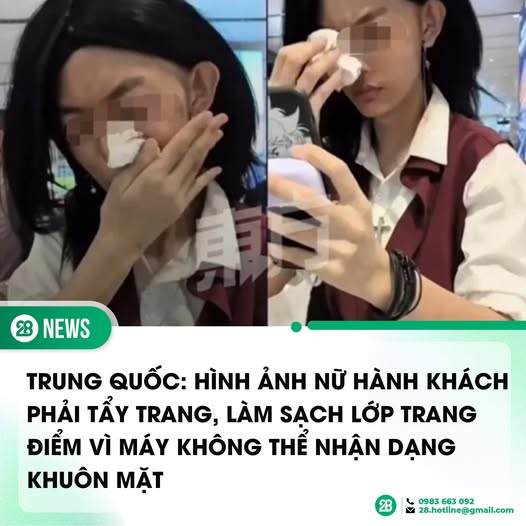 28 NEWS
TRUNG QUỐC: HÌNH ẢNH NỮ HÀNH KHÁCH
PHẢI TẨY TRANG, LÀM SẠCH LỚP TRANG
ĐIỂM VÌ MÁY KHÔNG THỂ NHẬN DẠNG
KHUÔN MẶT
28
0983 663 092
28.hotline@gmail.com